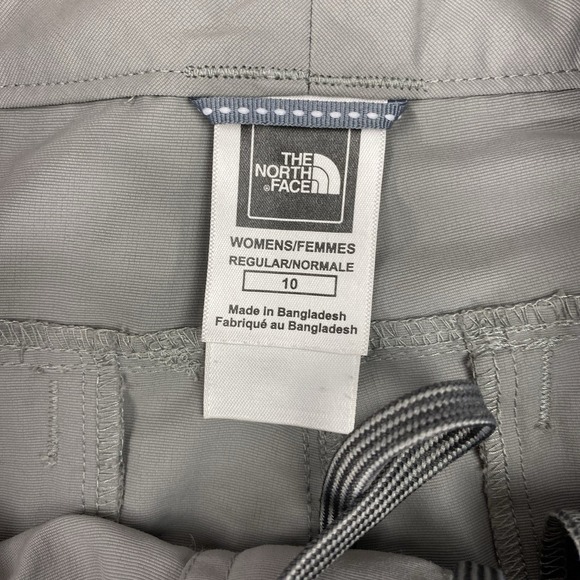 THE
NORTH
®FACE
WOMENS/FEMMES
REGULAR/NORMALE
10
Made in Bangladesh
Fabriqué au Bangladesh